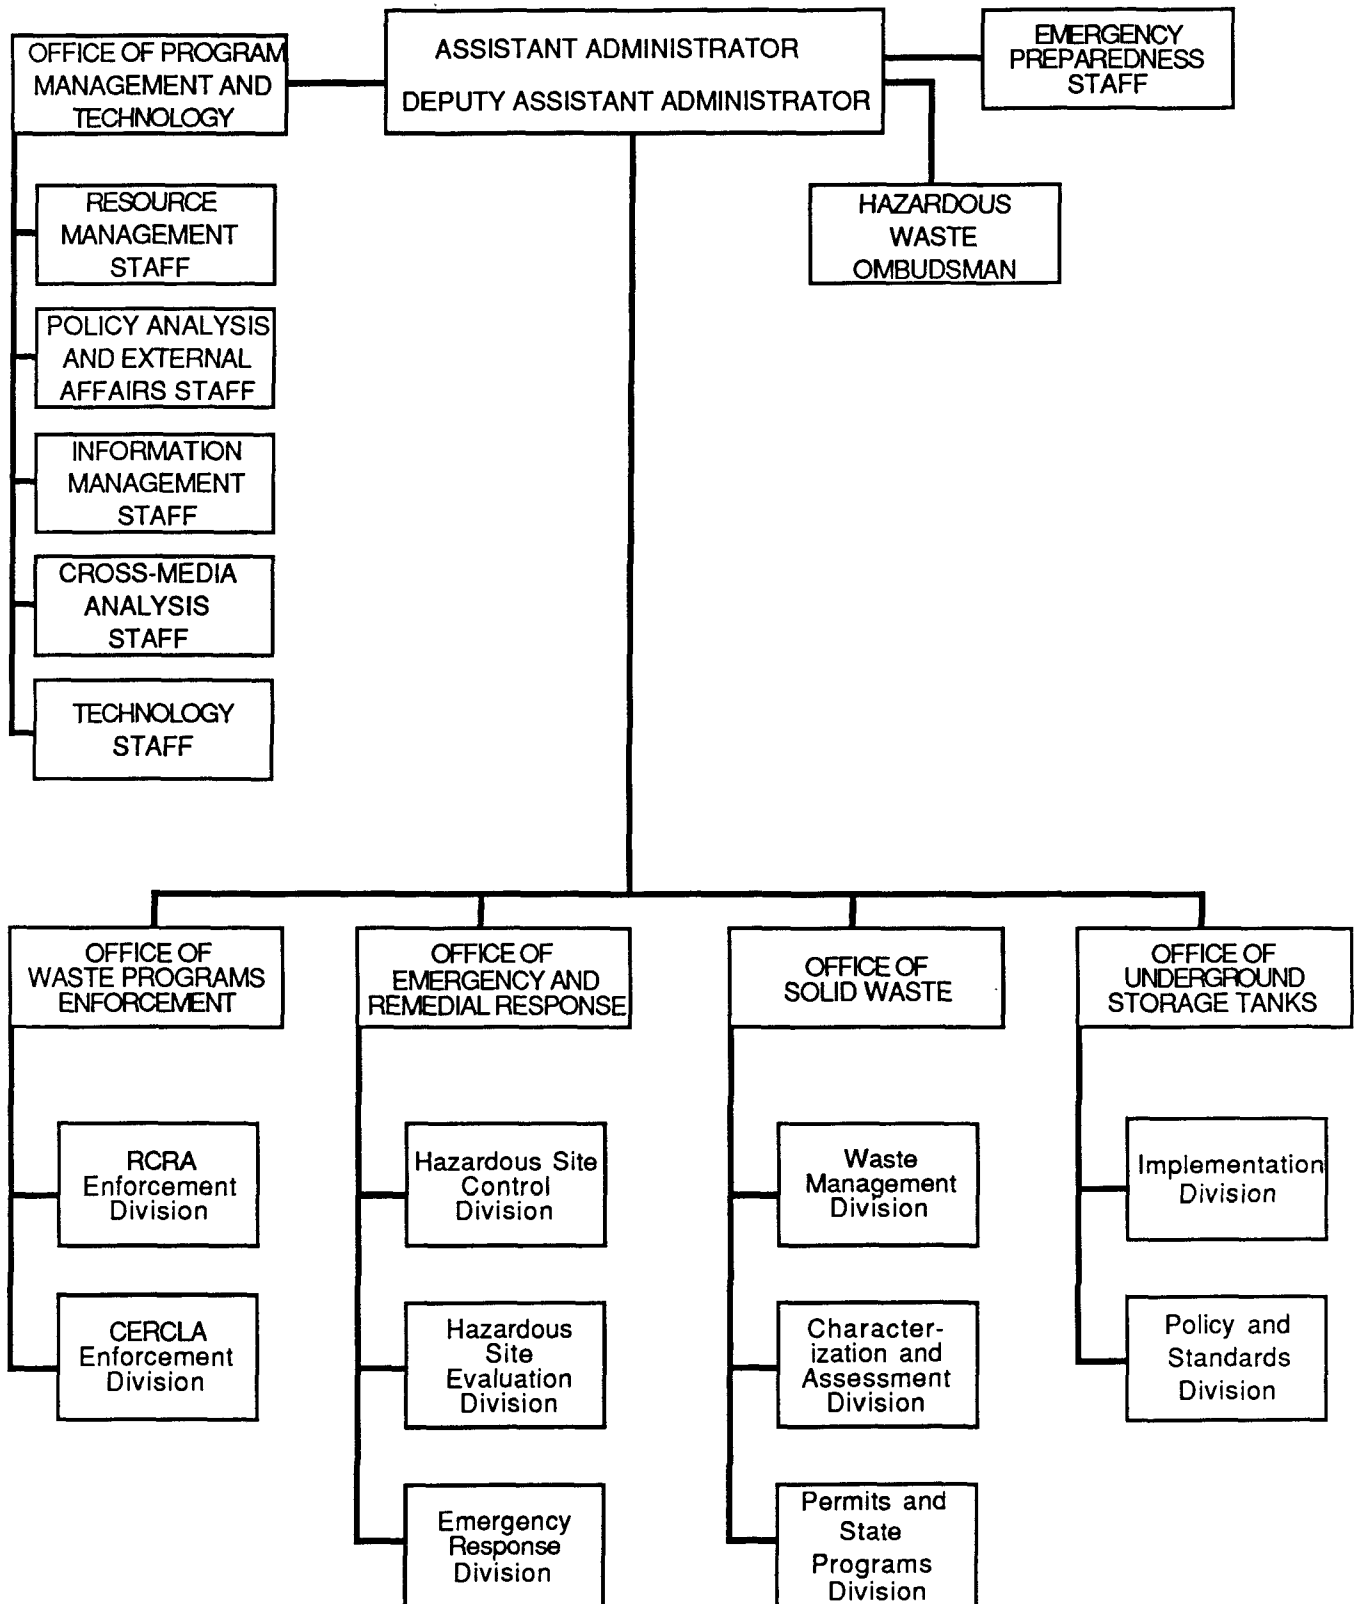 OFFICE OF PROGRAM
MANAGEMENT AND
TECHNOLOGY
ASSISTANT ADMINISTRATOR
DEPUTY ASSISTANT ADMINISTRATOR
EMERGENCY
PREPAREDNESS
STAFF
HAZARDOUS
WASTE
OMBUDSMAN
RESOURCE
MANAGEMENT
STAFF
POLICY ANALYSIS
AND EXTERNAL
AFFAIRS STAFF
INFORMATION
MANAGEMENT
STAFF
CROSS-MEDIA
ANALYSIS
STAFF
TECHNOLOGY
STAFF
OFFICE OF
WASTE PROGRAMS
ENFORCEMENT
RCRA
Enforcement
Division
CERCLA
Enforcement
Division
OFFICE OF
EMERGENCY AND
REMEDIAL RESPONSE
Hazardous Site
Control
Division
Hazardous
Site
Evaluation
Division
Emergency
Response
Division
OFFICE OF
SOLID WASTE
Waste
Management
Division
Character-
ization and
Assessment
Division
Permits and
State
Programs
Division
OFFICE OF
UNDERGROUND
STORAGE TANKS
Implementation
Division
Policy and
Standards
Division